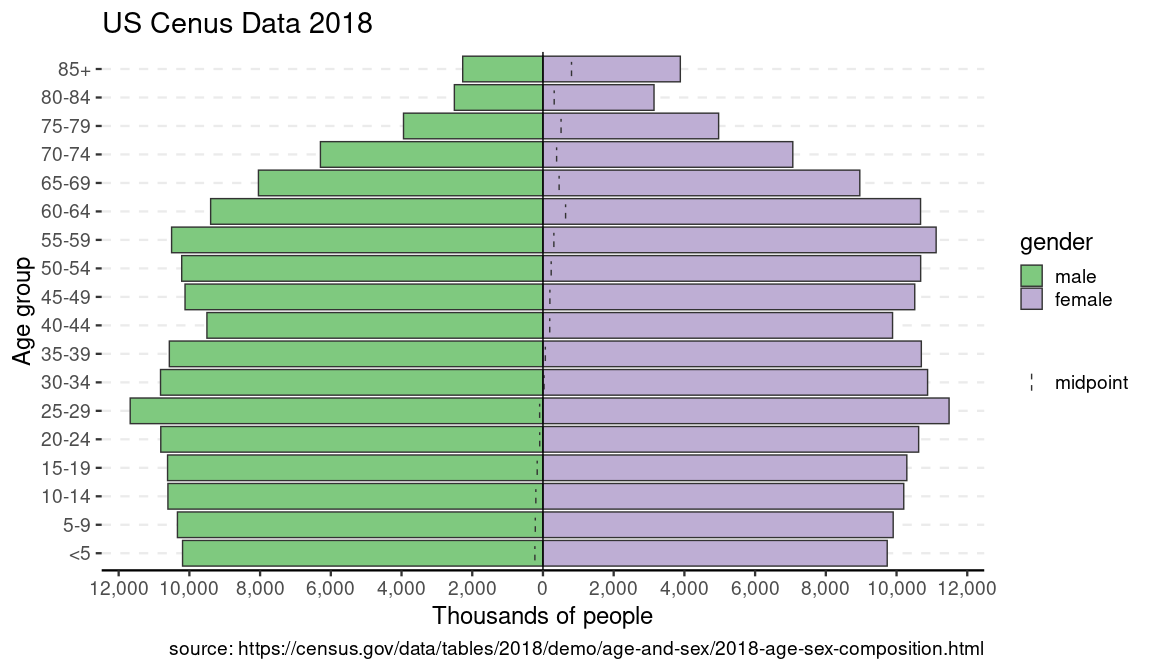 US Cenus Data 2018
85+
80-84
75-79
70-74
65-69
60-64
55-59
50-54
45-49
40-44
35-39
30-34
25-29
20-24
15-19
10-14
5-9
<5
Age group
12,000 10,000 8,000 6,000 4,000 2,000 0 2,000 4,000 6,000 8,000 10,000 12,000
Thousands of people
gender
male
female
midpoint
source: https://census.gov/data/tables/2018/demo/age-and-sex/2018-age-sex-composition.html